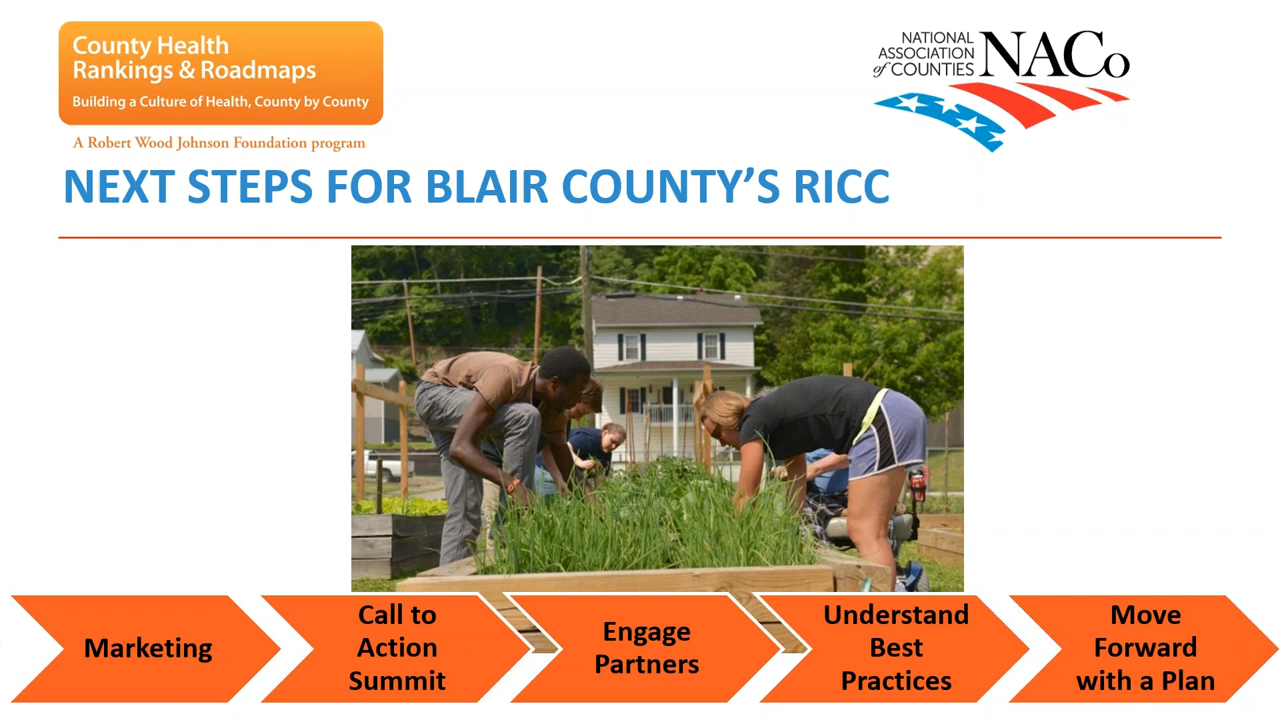 County Health
Rankings & Roadmaps
Building a Culture of Health, County by County
A Robert Wood Johnson Foundation program
NATIONAL
ASSOCIATION
of COUNTIES
NACo
NEXT STEPS FOR BLAIR COUNTY’S RICC
Marketing
Call to
Action
Summit
Engage
Partners
Understand
Best
Practices
Move
Forward
with a Plan